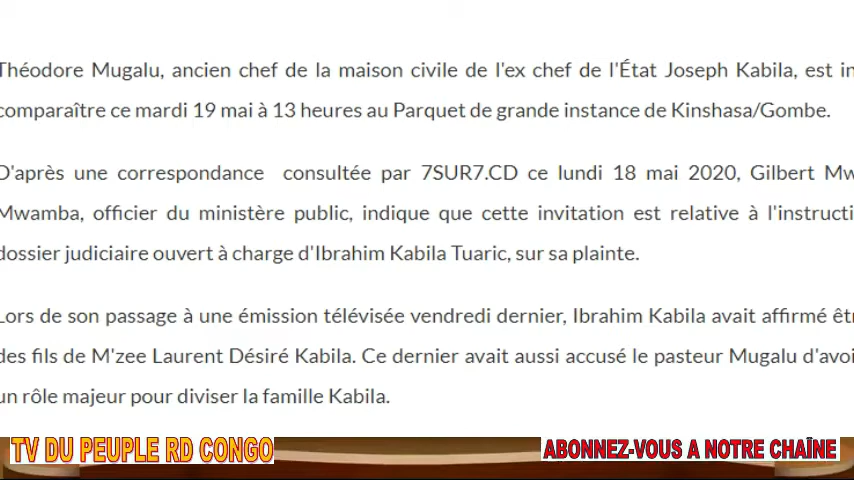 Théodore Mugalu, ancien chef de la maison civile de l'ex chef de l'État Joseph Kabila, est in
comparaître ce mardi 19 mai à 13 heures au Parquet de grande instance de Kinshasa/Gombe.
D'après une correspondance consultée par 7SUR7.CD ce lundi 18 mai 2020, Gilbert Mw
Mwamba, officier du ministère public, indique que cette invitation est relative à l'instructi
dossier judiciaire ouvert à charge d'Ibrahim Kabila Tuaric, sur sa plainte.
Lors de son passage à une émission télévisée vendredi dernier, Ibrahim Kabila avait affirmé êtr
des fils de M'zee Laurent Désiré Kabila. Ce dernier avait aussi accusé le pasteur Mugalu d'avoi
un rôle majeur pour diviser la famille Kabila.
TV DU PEUPLE RD CONGO
ABONNEZ-VOUS A NOTRE CHAÎNE